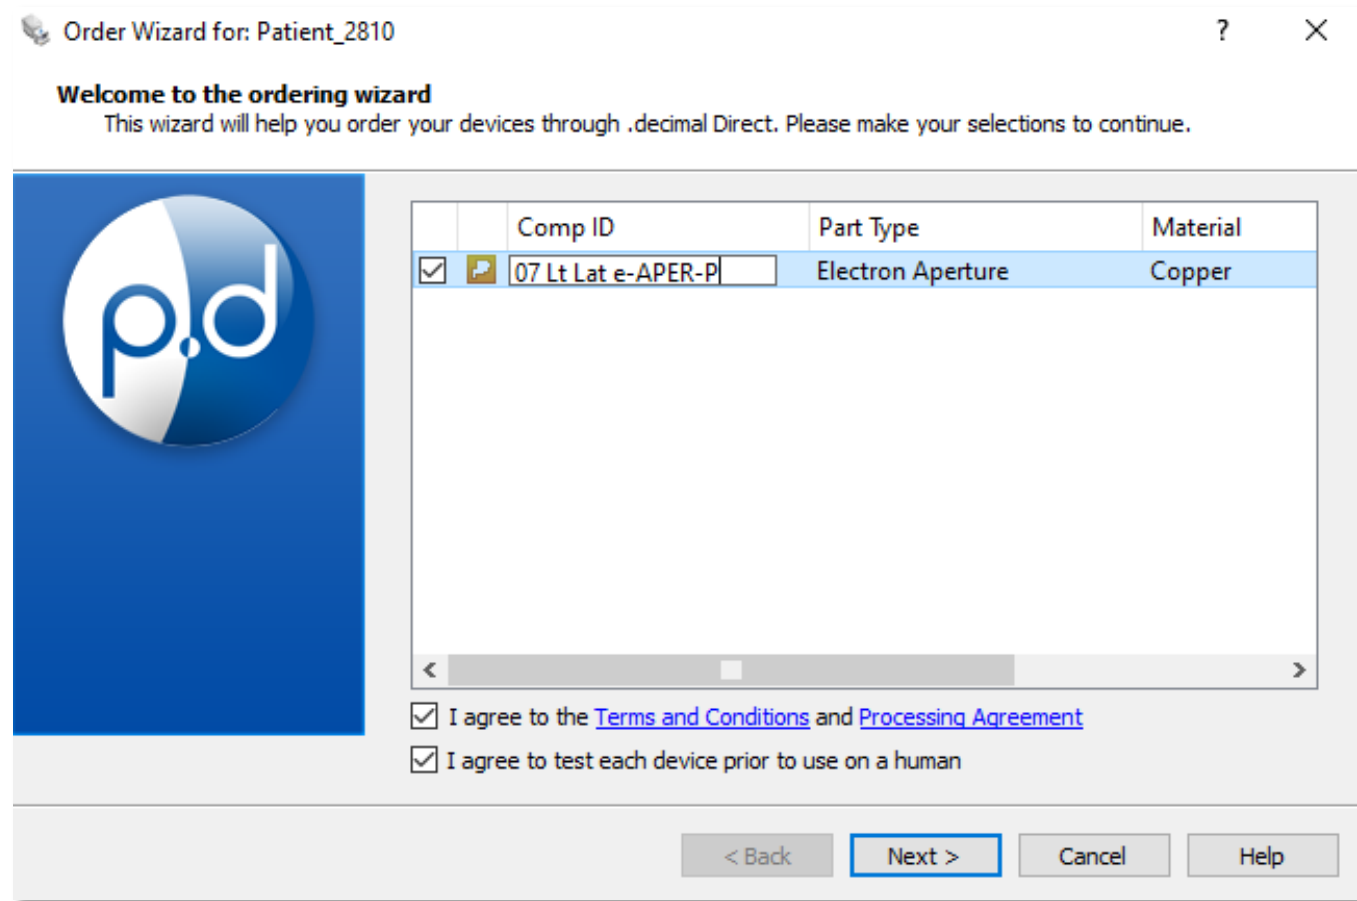 Order Wizard for: Patient_2810
?
Welcome to the ordering wizard
This wizard will help you order your devices through .decimal Direct. Please make your selections to continue.
p.d
Comp ID Part Type Material
07 Lt Lat e-APER-P Electron Aperture Copper
I agree to the Terms and Conditions and Processing Agreement
I agree to test each device prior to use on a human
< Back Next > Cancel Help